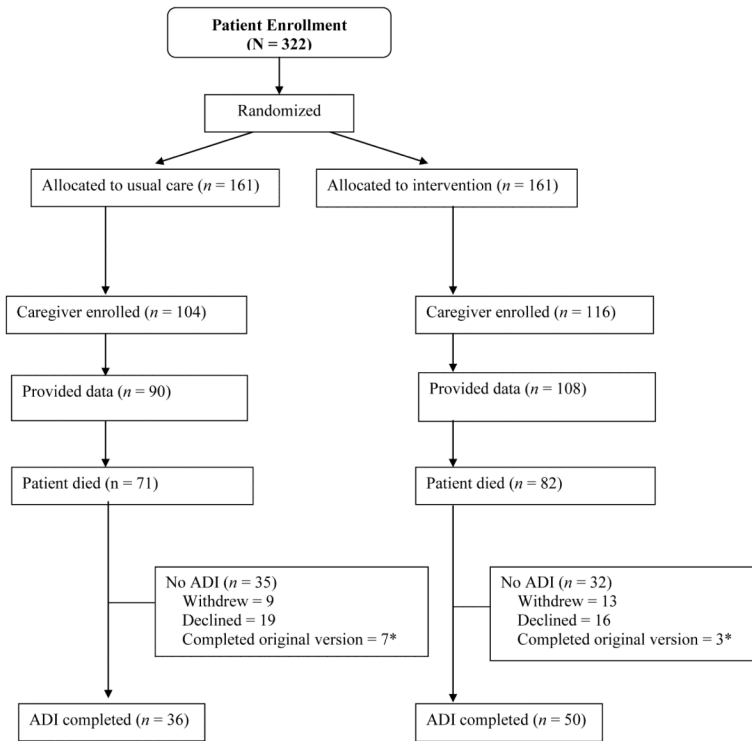 Patient Enrollment
(N = 322)
Randomized
Allocated to usual care (n = 161)
Allocated to intervention (n = 161)
Caregiver enrolled (n = 104)
Caregiver enrolled (n = 116)
Provided data (n = 90)
Provided data (n = 108)
Patient died (n = 71)
Patient died (n = 82)
No ADI (n = 35)
Withdrew = 9
Declined = 19
Completed original version = 7*
No ADI (n = 32)
Withdrew = 13
Declined = 16
Completed original version = 3*
ADI completed (n = 36)
ADI completed (n = 50)